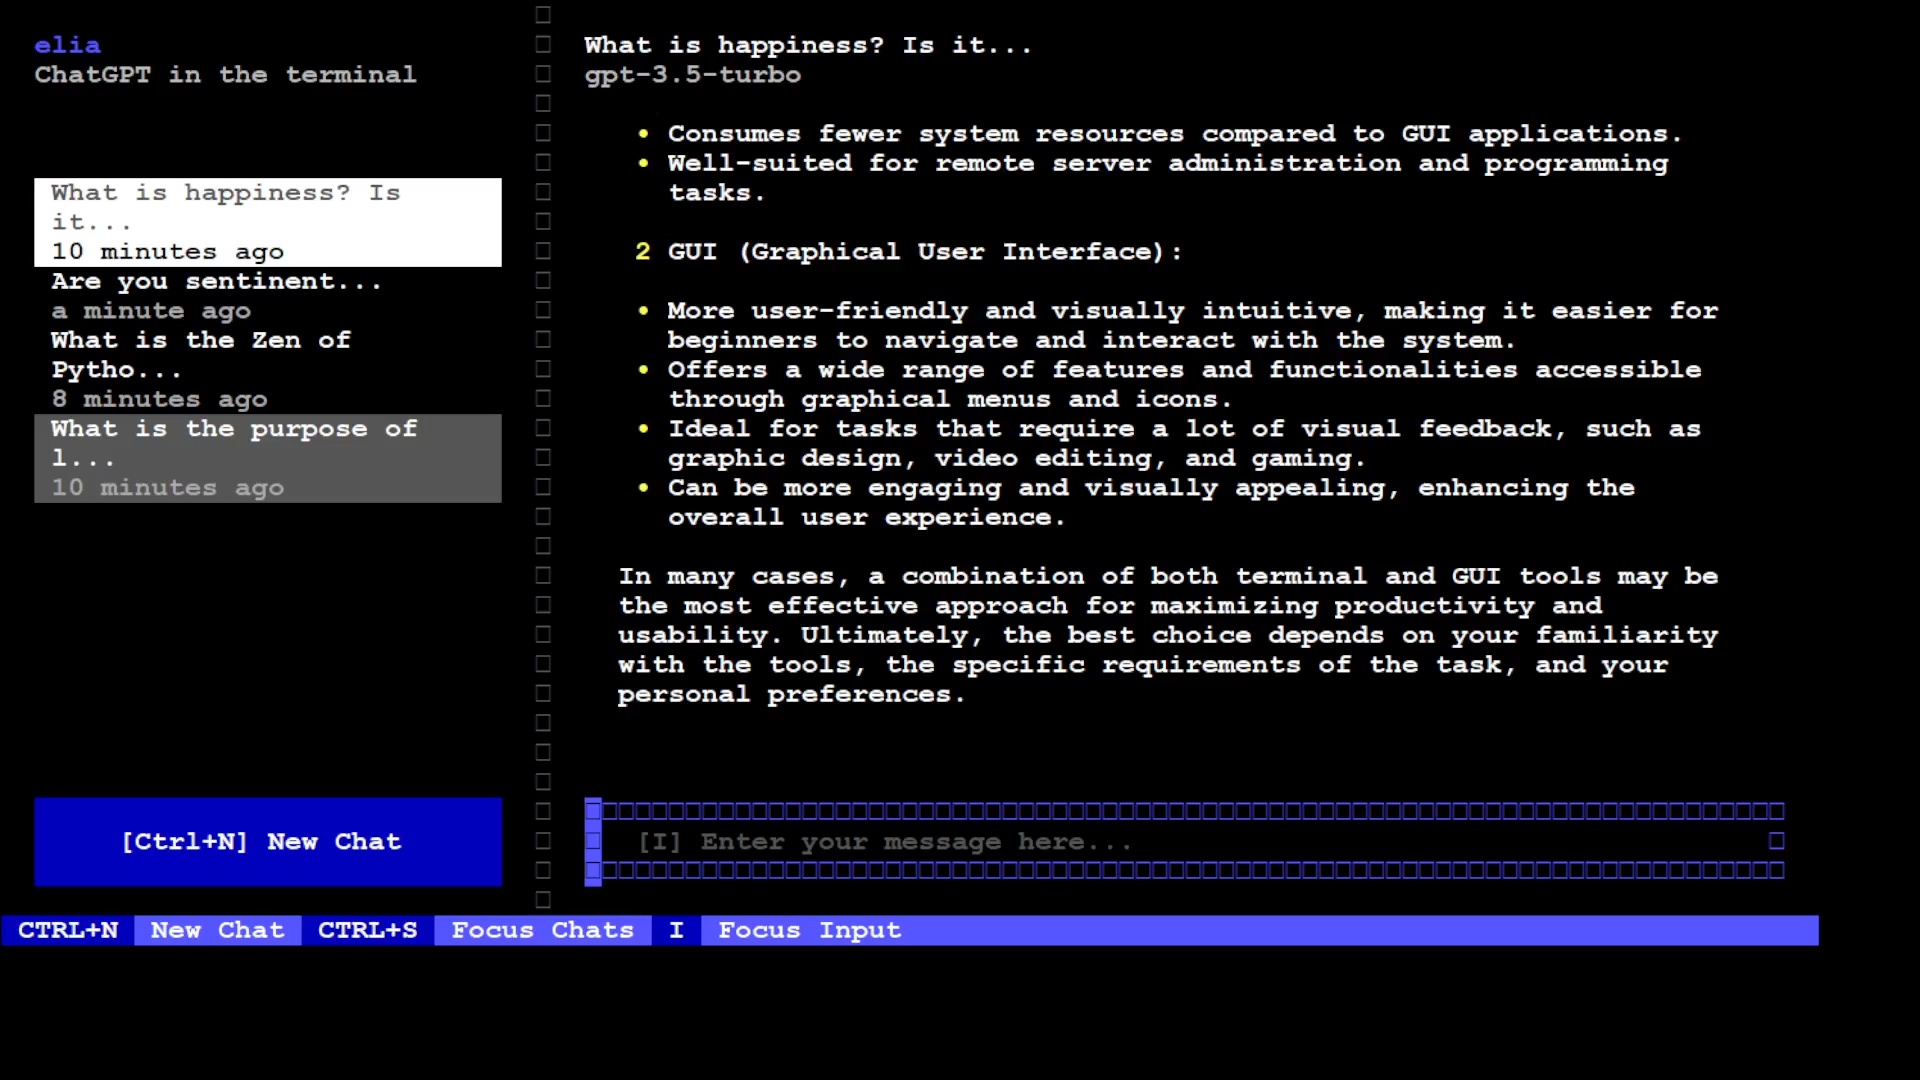 elia
ChatGPT in the terminal
What is happiness? Is
it...
10 minutes ago
Are you sentinent...
a minute ago
What is the Zen of
Pytho...
8 minutes ago
What is the purpose of
l...
10 minutes ago
[Ctrl+N] New Chat
What is happiness? Is it...
gpt-3.5-turbo
• Consumes fewer system resources compared to GUI applications.
• Well-suited for remote server administration and programming
tasks.
2 GUI (Graphical User Interface):
• More user-friendly and visually intuitive, making it easier for
beginners to navigate and interact with the system.
• Offers a wide range of features and functionalities accessible
through graphical menus and icons.
• Ideal for tasks that require a lot of visual feedback, such as
graphic design, video editing, and gaming.
• Can be more engaging and visually appealing, enhancing the
overall user experience.
In many cases, a combination of both terminal and GUI tools may be
the most effective approach for maximizing productivity and
usability. Ultimately, the best choice depends on your familiarity
with the tools, the specific requirements of the task, and your
personal preferences.
[I] Enter your message here...
CTRL+N New Chat CTRL+S Focus Chats I Focus Input